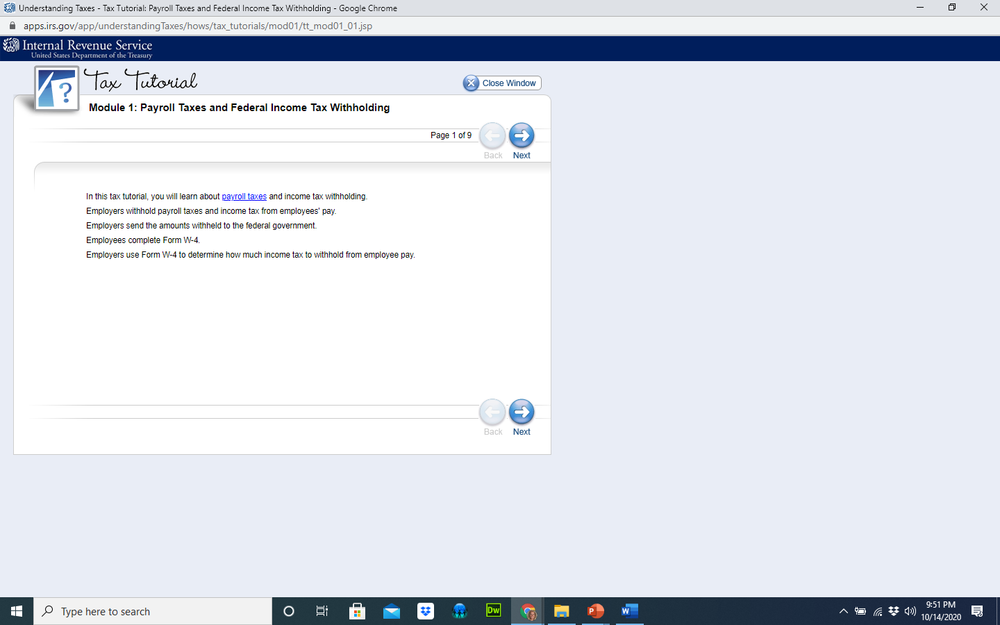 Understanding Taxes - Tax Tutorial: Payroll Taxes and Federal Income Tax Withholding - Google Chrome
apps.irs.gov/app/understandingTaxes/hows/tax_tutorials/mod01/tt_mod01_01.jsp
Internal Revenue Service
United States Department of the Treasury
Tax Tutorial
Close Window
Module 1: Payroll Taxes and Federal Income Tax Withholding
Page 1 of 9
Back Next
In this tax tutorial, you will learn about payroll taxes and income tax withholding.
Employers withhold payroll taxes and income tax from employees' pay.
Employers send the amounts withheld to the federal government.
Employees complete Form W-4.
Employers use Form W-4 to determine how much income tax to withhold from employee pay.
Back Next
Type here to search
Dw
P
W
9:51 PM
10/14/2020